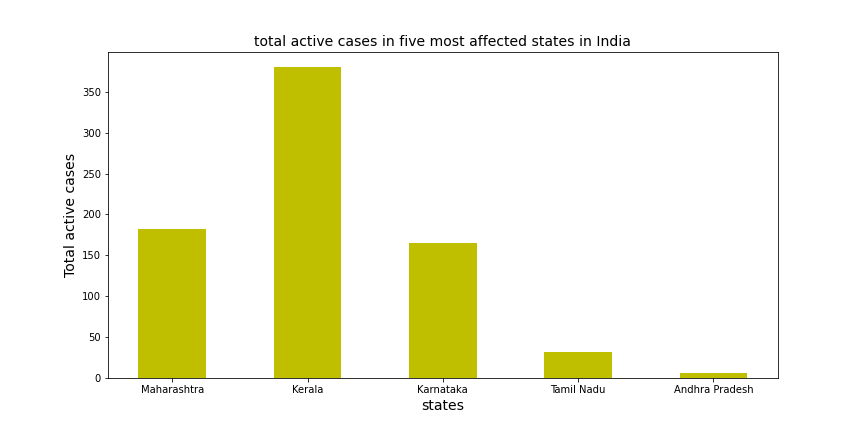 total active cases in five most affected states in India
Total active cases
350
300
250
200
150
100
50
0
Maharashtra Kerala Karnataka Tamil Nadu Andhra Pradesh
states